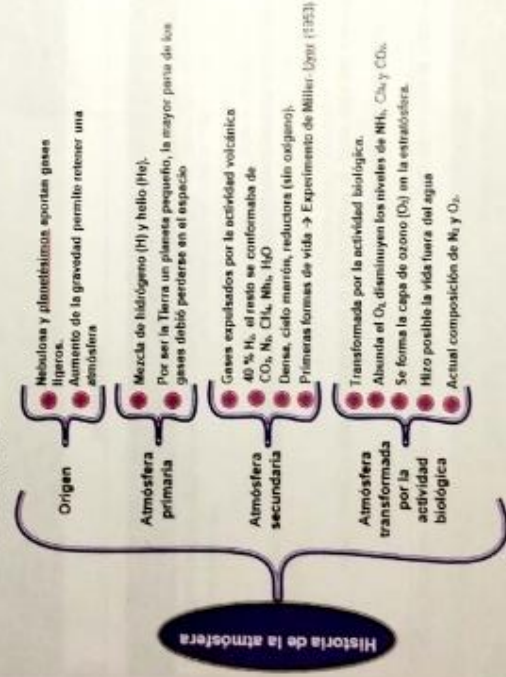 Historia de la atmósfera
Origen
Nebulosa y planetésimos aportan gases
ligeros.
Aumento de la gravedad permite retener una
atmósfera
Atmósfera
primaria
Mezcla de hidrógeno (H) y helio (He).
Por ser la Tierra un planeta pequeño, la mayor parte de los
gases debió perderse en el espacio
Atmósfera
secundaria
Gases expulsados por la actividad volcánica
40 % H₂, el resto se conformaba de
CO₂, N₂, CH₄, Nh₃, H₂O
Densa, cielo marrón, reductora (sin oxígeno).
Primeras formas de vida → Experimento de Miller- Urey (1953)
Atmósfera
transformada
por la
actividad
biológica
Transformada por la actividad biológica.
Abunda el O₂, disminuyen los niveles de NH₃, CH₄ y CO₂.
Se forma la capa de ozono (O₃) en la estratósfera.
Hizo posible la vida fuera del agua
Actual composición de N₂ y O₂.